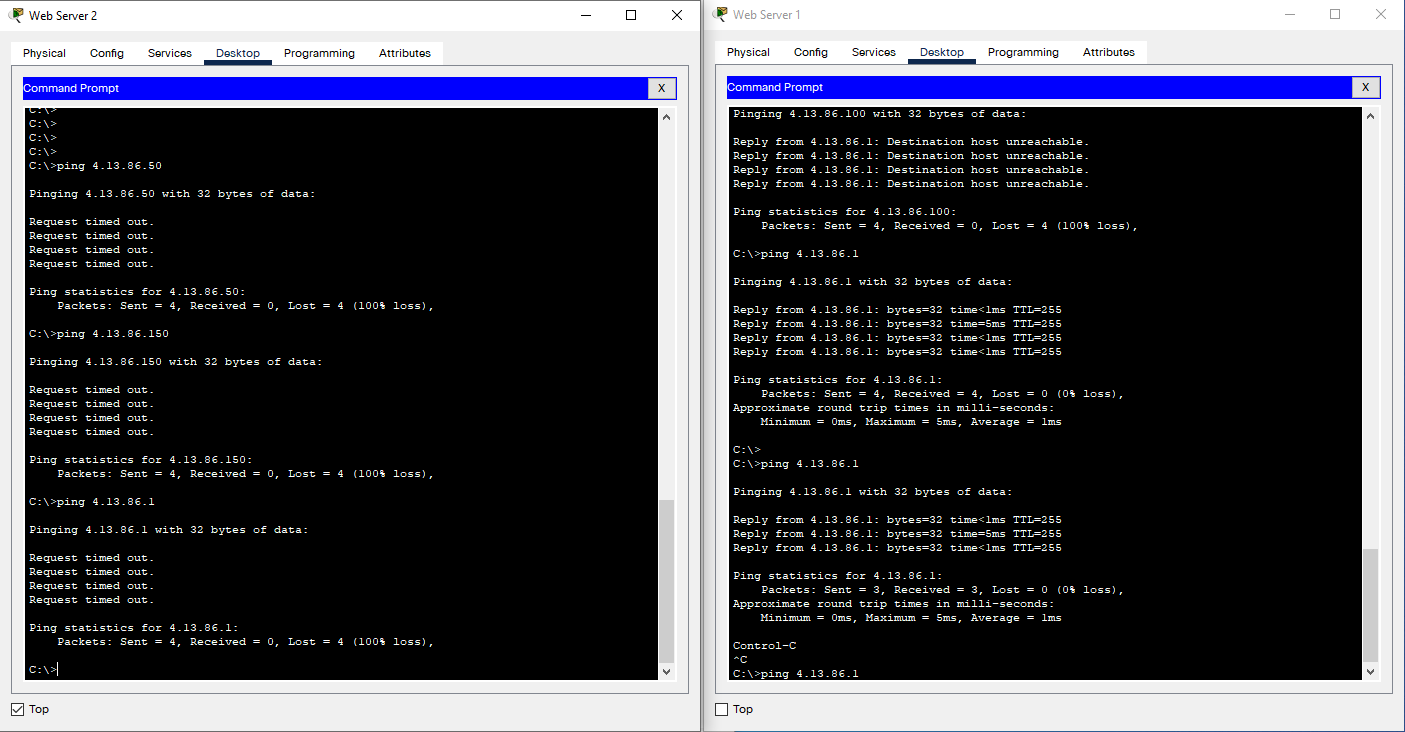 Web Server 2
Physical Config Services Desktop Programming Attributes
Command Prompt X
C:\>
C:\>
C:\>
C:\>
C:\>ping 4.13.86.50
Pinging 4.13.86.50 with 32 bytes of data:
Request timed out.
Request timed out.
Request timed out.
Request timed out.
Ping statistics for 4.13.86.50:
Packets: Sent = 4, Received = 0, Lost = 4 (100% loss),
C:\>ping 4.13.86.150
Pinging 4.13.86.150 with 32 bytes of data:
Request timed out.
Request timed out.
Request timed out.
Request timed out.
Ping statistics for 4.13.86.150:
Packets: Sent = 4, Received = 0, Lost = 4 (100% loss),
C:\>ping 4.13.86.1
Pinging 4.13.86.1 with 32 bytes of data:
Request timed out.
Request timed out.
Request timed out.
Request timed out.
Ping statistics for 4.13.86.1:
Packets: Sent = 4, Received = 0, Lost = 4 (100% loss),
C:\>
Top
Web Server 1
Physical Config Services Desktop Programming Attributes
Command Prompt X
Pinging 4.13.86.100 with 32 bytes of data:
Reply from 4.13.86.1: Destination host unreachable.
Reply from 4.13.86.1: Destination host unreachable.
Reply from 4.13.86.1: Destination host unreachable.
Reply from 4.13.86.1: Destination host unreachable.
Ping statistics for 4.13.86.100:
Packets: Sent = 4, Received = 0, Lost = 4 (100% loss),
C:\>ping 4.13.86.1
Pinging 4.13.86.1 with 32 bytes of data:
Reply from 4.13.86.1: bytes=32 time<1ms TTL=255
Reply from 4.13.86.1: bytes=32 time=5ms TTL=255
Reply from 4.13.86.1: bytes=32 time<1ms TTL=255
Reply from 4.13.86.1: bytes=32 time<1ms TTL=255
Ping statistics for 4.13.86.1:
Packets: Sent = 4, Received = 4, Lost = 0 (0% loss),
Approximate round trip times in milli-seconds:
Minimum = 0ms, Maximum = 5ms, Average = 1ms
C:\>
C:\>ping 4.13.86.1
Pinging 4.13.86.1 with 32 bytes of data:
Reply from 4.13.86.1: bytes=32 time<1ms TTL=255
Reply from 4.13.86.1: bytes=32 time=5ms TTL=255
Reply from 4.13.86.1: bytes=32 time<1ms TTL=255
Ping statistics for 4.13.86.1:
Packets: Sent = 3, Received = 3, Lost = 0 (0% loss),
Approximate round trip times in milli-seconds:
Minimum = 0ms, Maximum = 5ms, Average = 1ms
Control-C
^C
C:\>ping 4.13.86.1
Top